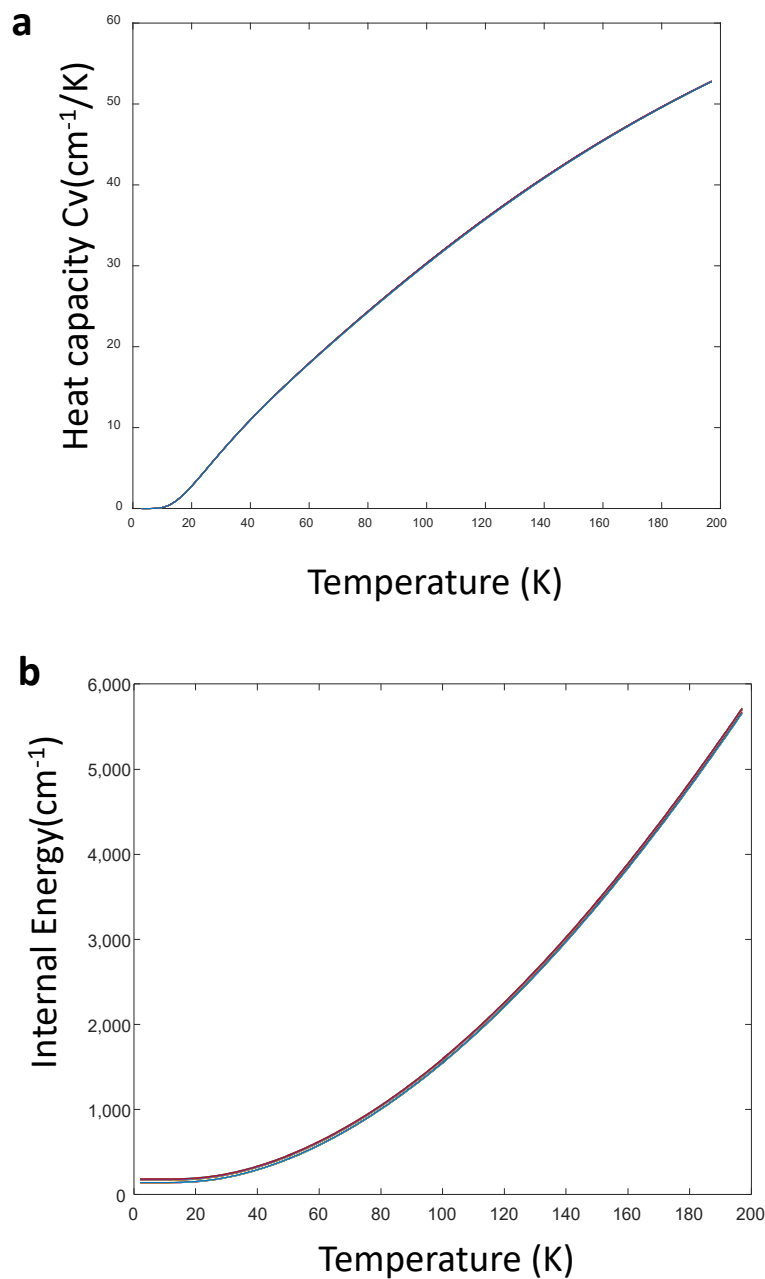 a
60
50
40
30
20
10
0
Heat capacity Cv(cm⁻¹/K)
0 20 40 60 80 100 120 140 160 180 200
Temperature (K)
b
6,000
5,000
4,000
3,000
2,000
1,000
0
Internal Energy(cm⁻¹)
0 20 40 60 80 100 120 140 160 180 200
Temperature (K)